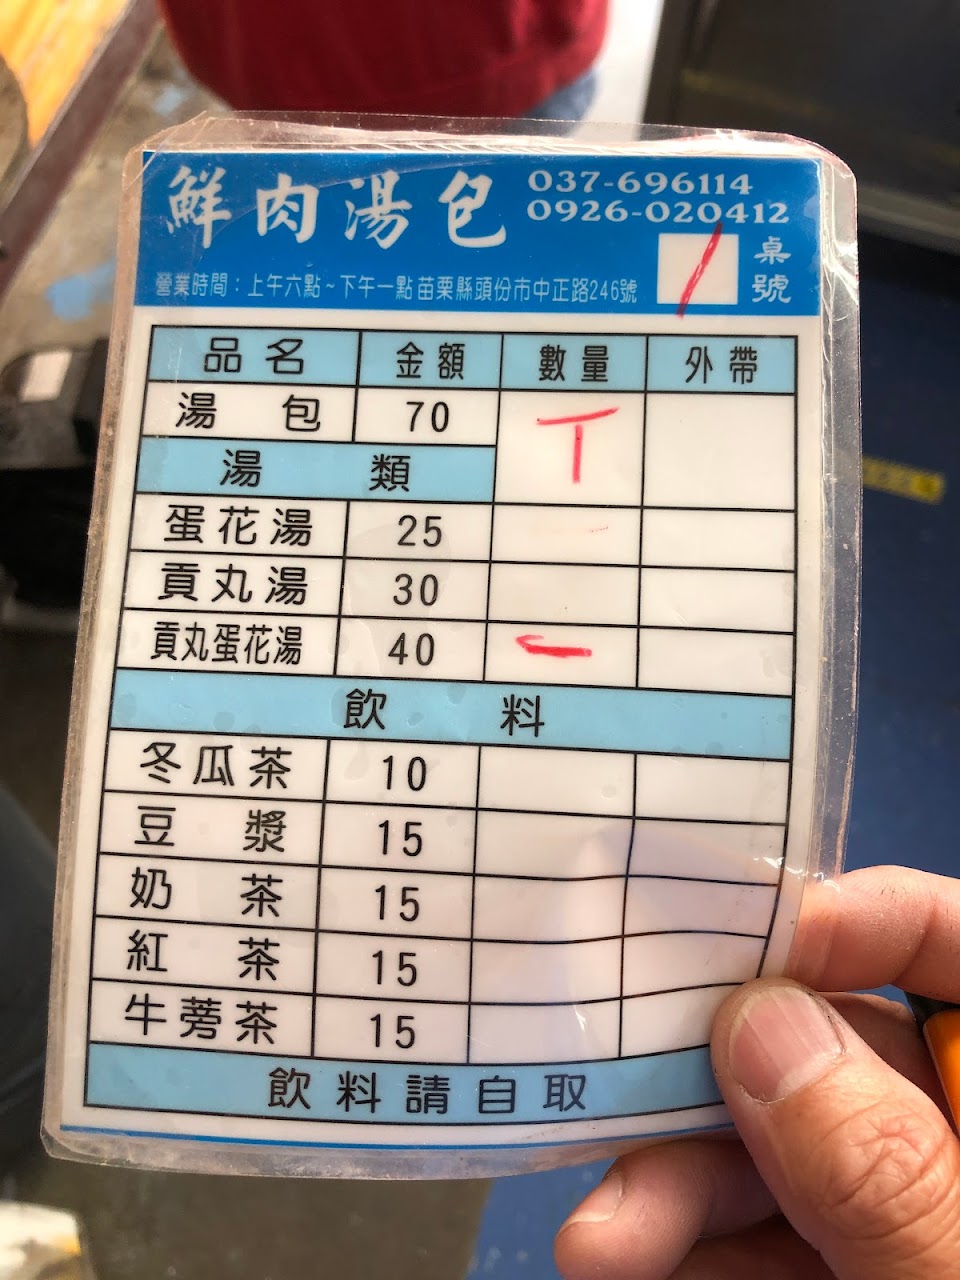 鮮肉湯包
037-696114
0926-020412
桌號
營業時間：上午六點~下午一點 苗栗縣頭份市中正路246號
品名 金額 數量 外帶
湯包 70
湯類
蛋花湯 25
貢丸湯 30
貢丸蛋花湯 40
飲料
冬瓜茶 10
豆漿 15
奶茶 15
紅茶 15
牛蒡茶 15
飲料請自取